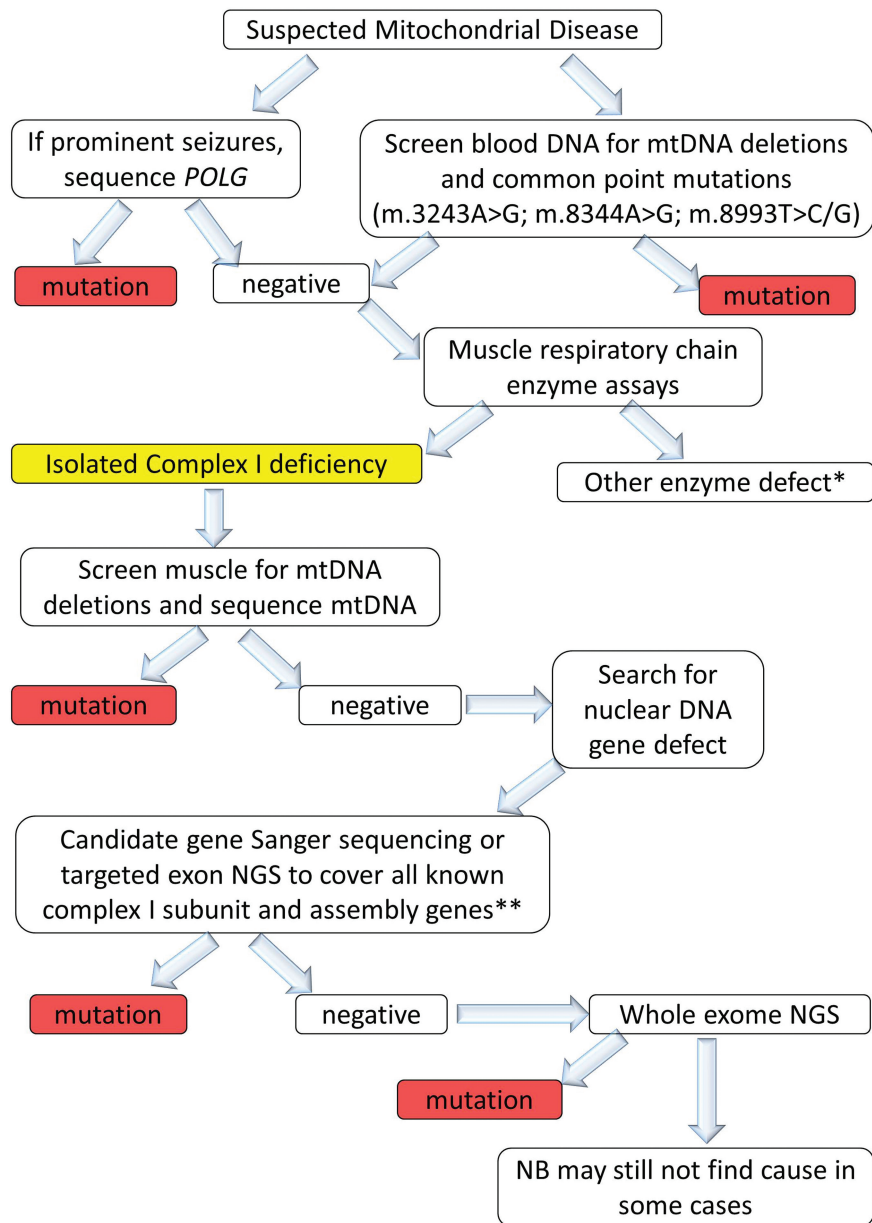 Suspected Mitochondrial Disease
If prominent seizures,
sequence POLG
Screen blood DNA for mtDNA deletions
and common point mutations
(m.3243A>G; m.8344A>G; m.8993T>C/G)
mutation
negative
mutation
Muscle respiratory chain
enzyme assays
Isolated Complex I deficiency
Other enzyme defect*
Screen muscle for mtDNA
deletions and sequence mtDNA
mutation
negative
Search for
nuclear DNA
gene defect
Candidate gene Sanger sequencing or
targeted exon NGS to cover all known
complex I subunit and assembly genes**
mutation
negative
Whole exome NGS
mutation
NB may still not find cause in
some cases